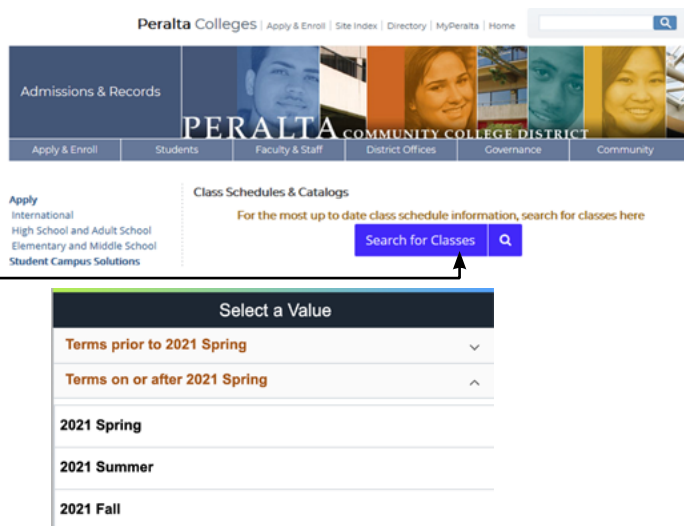 Peralta Colleges | Apply & Enroll | Site Index | Directory | MyPeralta | Home
Admissions & Records
PERALTA COMMUNITY COLLEGE DISTRICT
Apply & Enroll Students Faculty & Staff District Offices Governance Community
Apply
International
High School and Adult School
Elementary and Middle School
Student Campus Solutions
Class Schedules & Catalogs
For the most up to date class schedule information, search for classes here
Search for Classes
Select a Value
Terms prior to 2021 Spring
Terms on or after 2021 Spring
2021 Spring
2021 Summer
2021 Fall